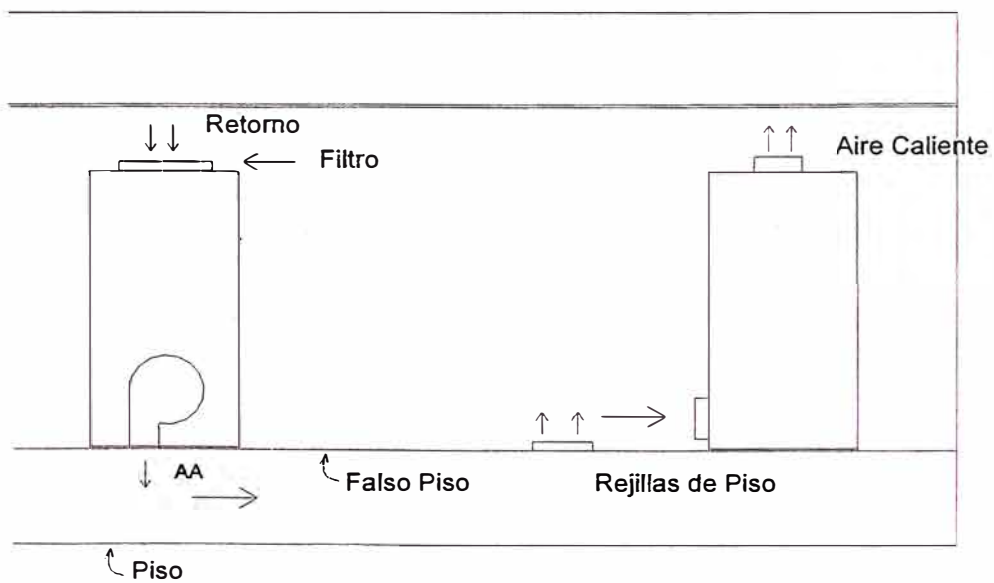 Retorno
Filtro
Aire Caliente
AA
Falso Piso
Rejillas de Piso
Piso